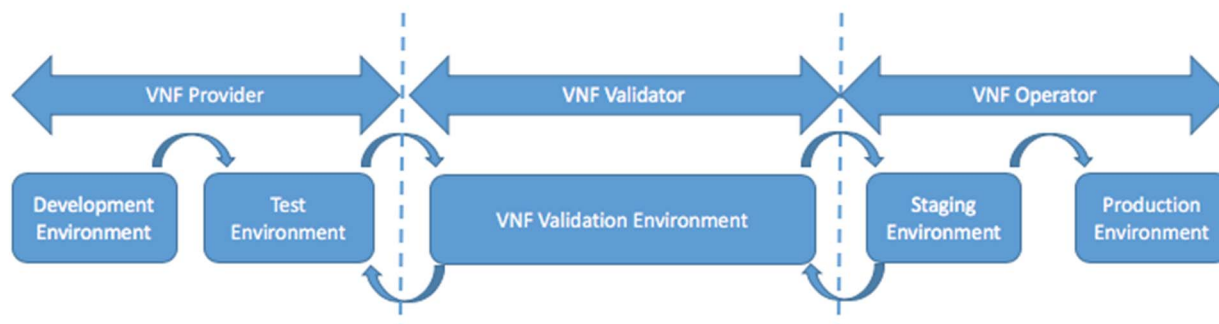 VNF Provider
VNF Validator
VNF Operator
Development
Environment
Test
Environment
VNF Validation Environment
Staging
Environment
Production
Environment